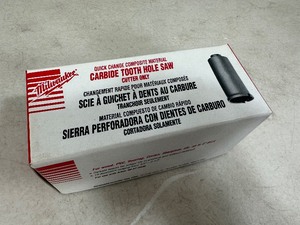 Milwaukee
QUICK CHANGE COMPOSITE MATERIAL
CARBIDE TOOTH HOLE SAW
CUTTER ONLY
CHANGEMENT RAPIDE POUR MATÉRIAUX COMPOSÉS
SCIE À GUICHET À DENTS AU CARBURE
TRANCHOIR SEULEMENT
MATERIAL COMPUESTO DE CAMBIO RÁPIDO
SIERRA PERFORADORA CON DIENTES DE CARBURO
CORTADORA SOLAMENTE